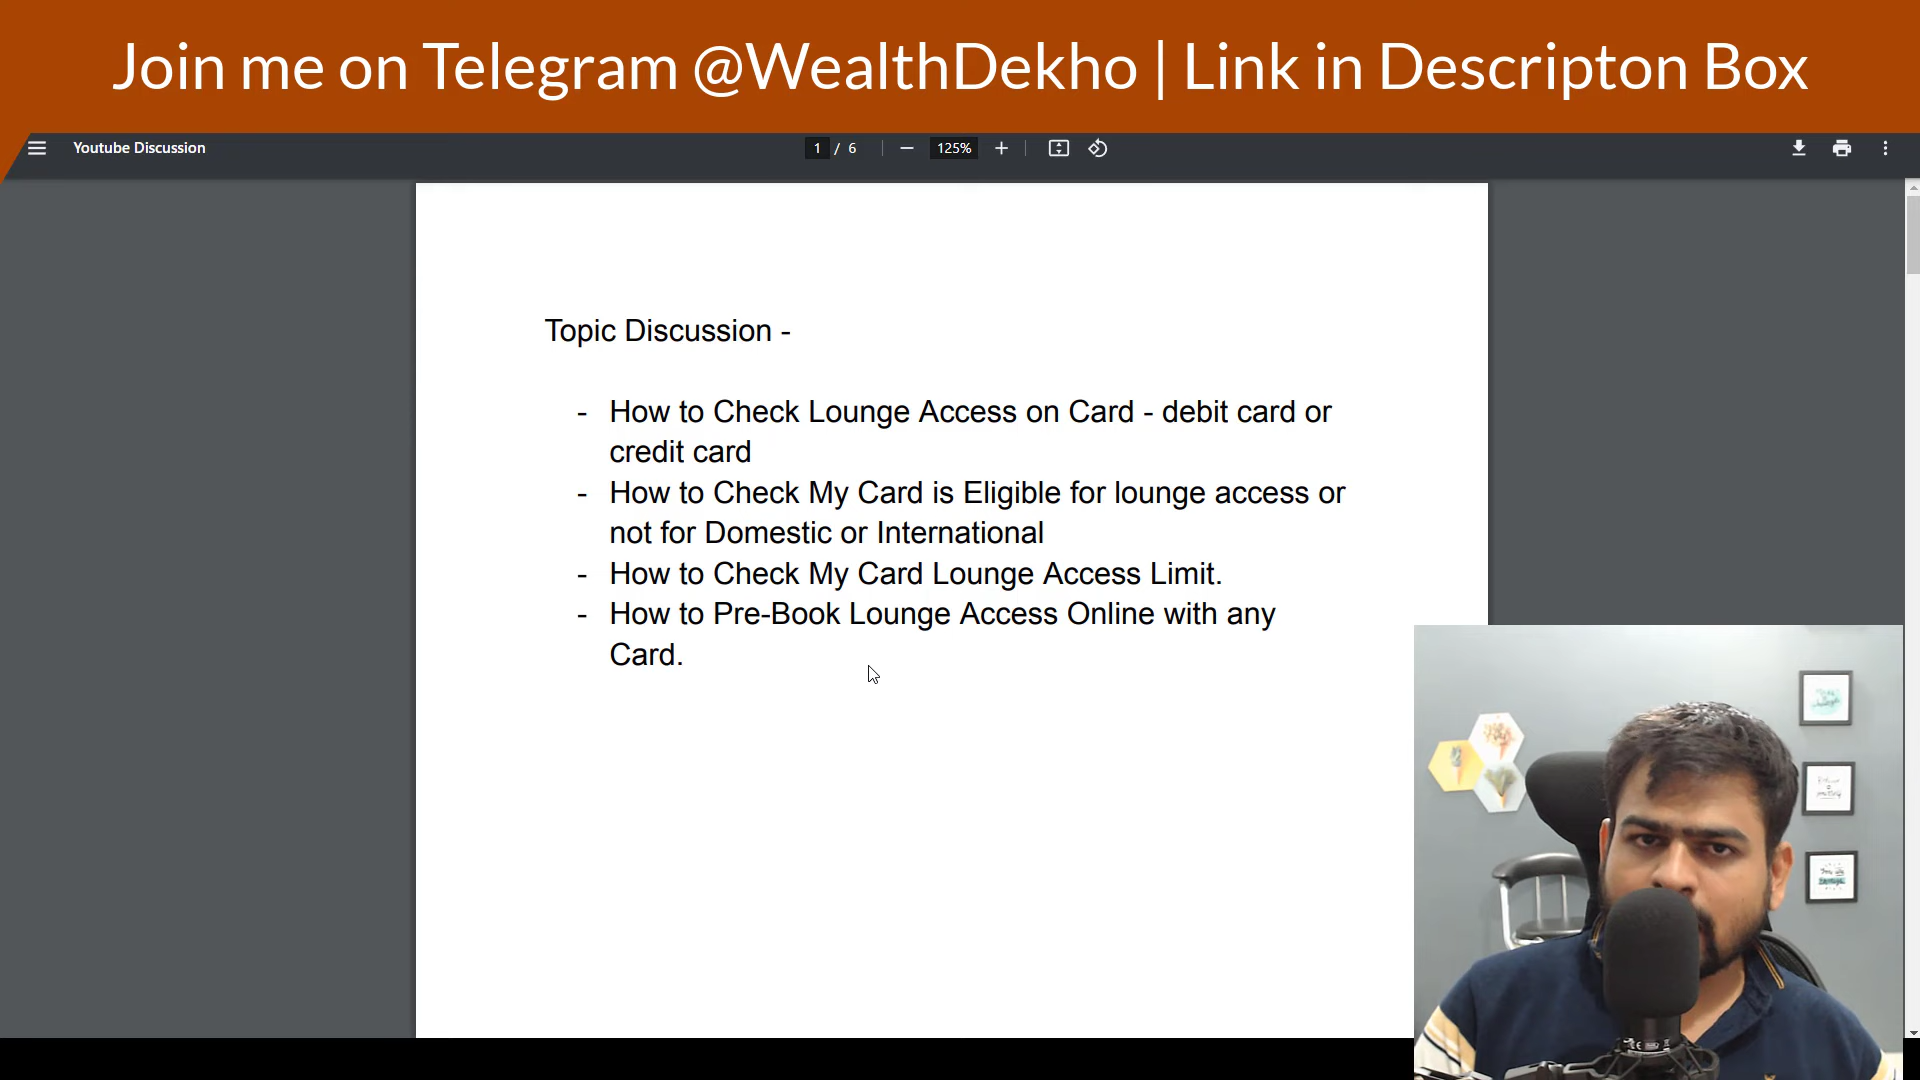 Join me on Telegram @WealthDekho | Link in Descripton Box
Youtube Discussion
1 / 6
125%
Topic Discussion -
- How to Check Lounge Access on Card - debit card or
credit card
- How to Check My Card is Eligible for lounge access or
not for Domestic or International
- How to Check My Card Lounge Access Limit.
- How to Pre-Book Lounge Access Online with any
Card.